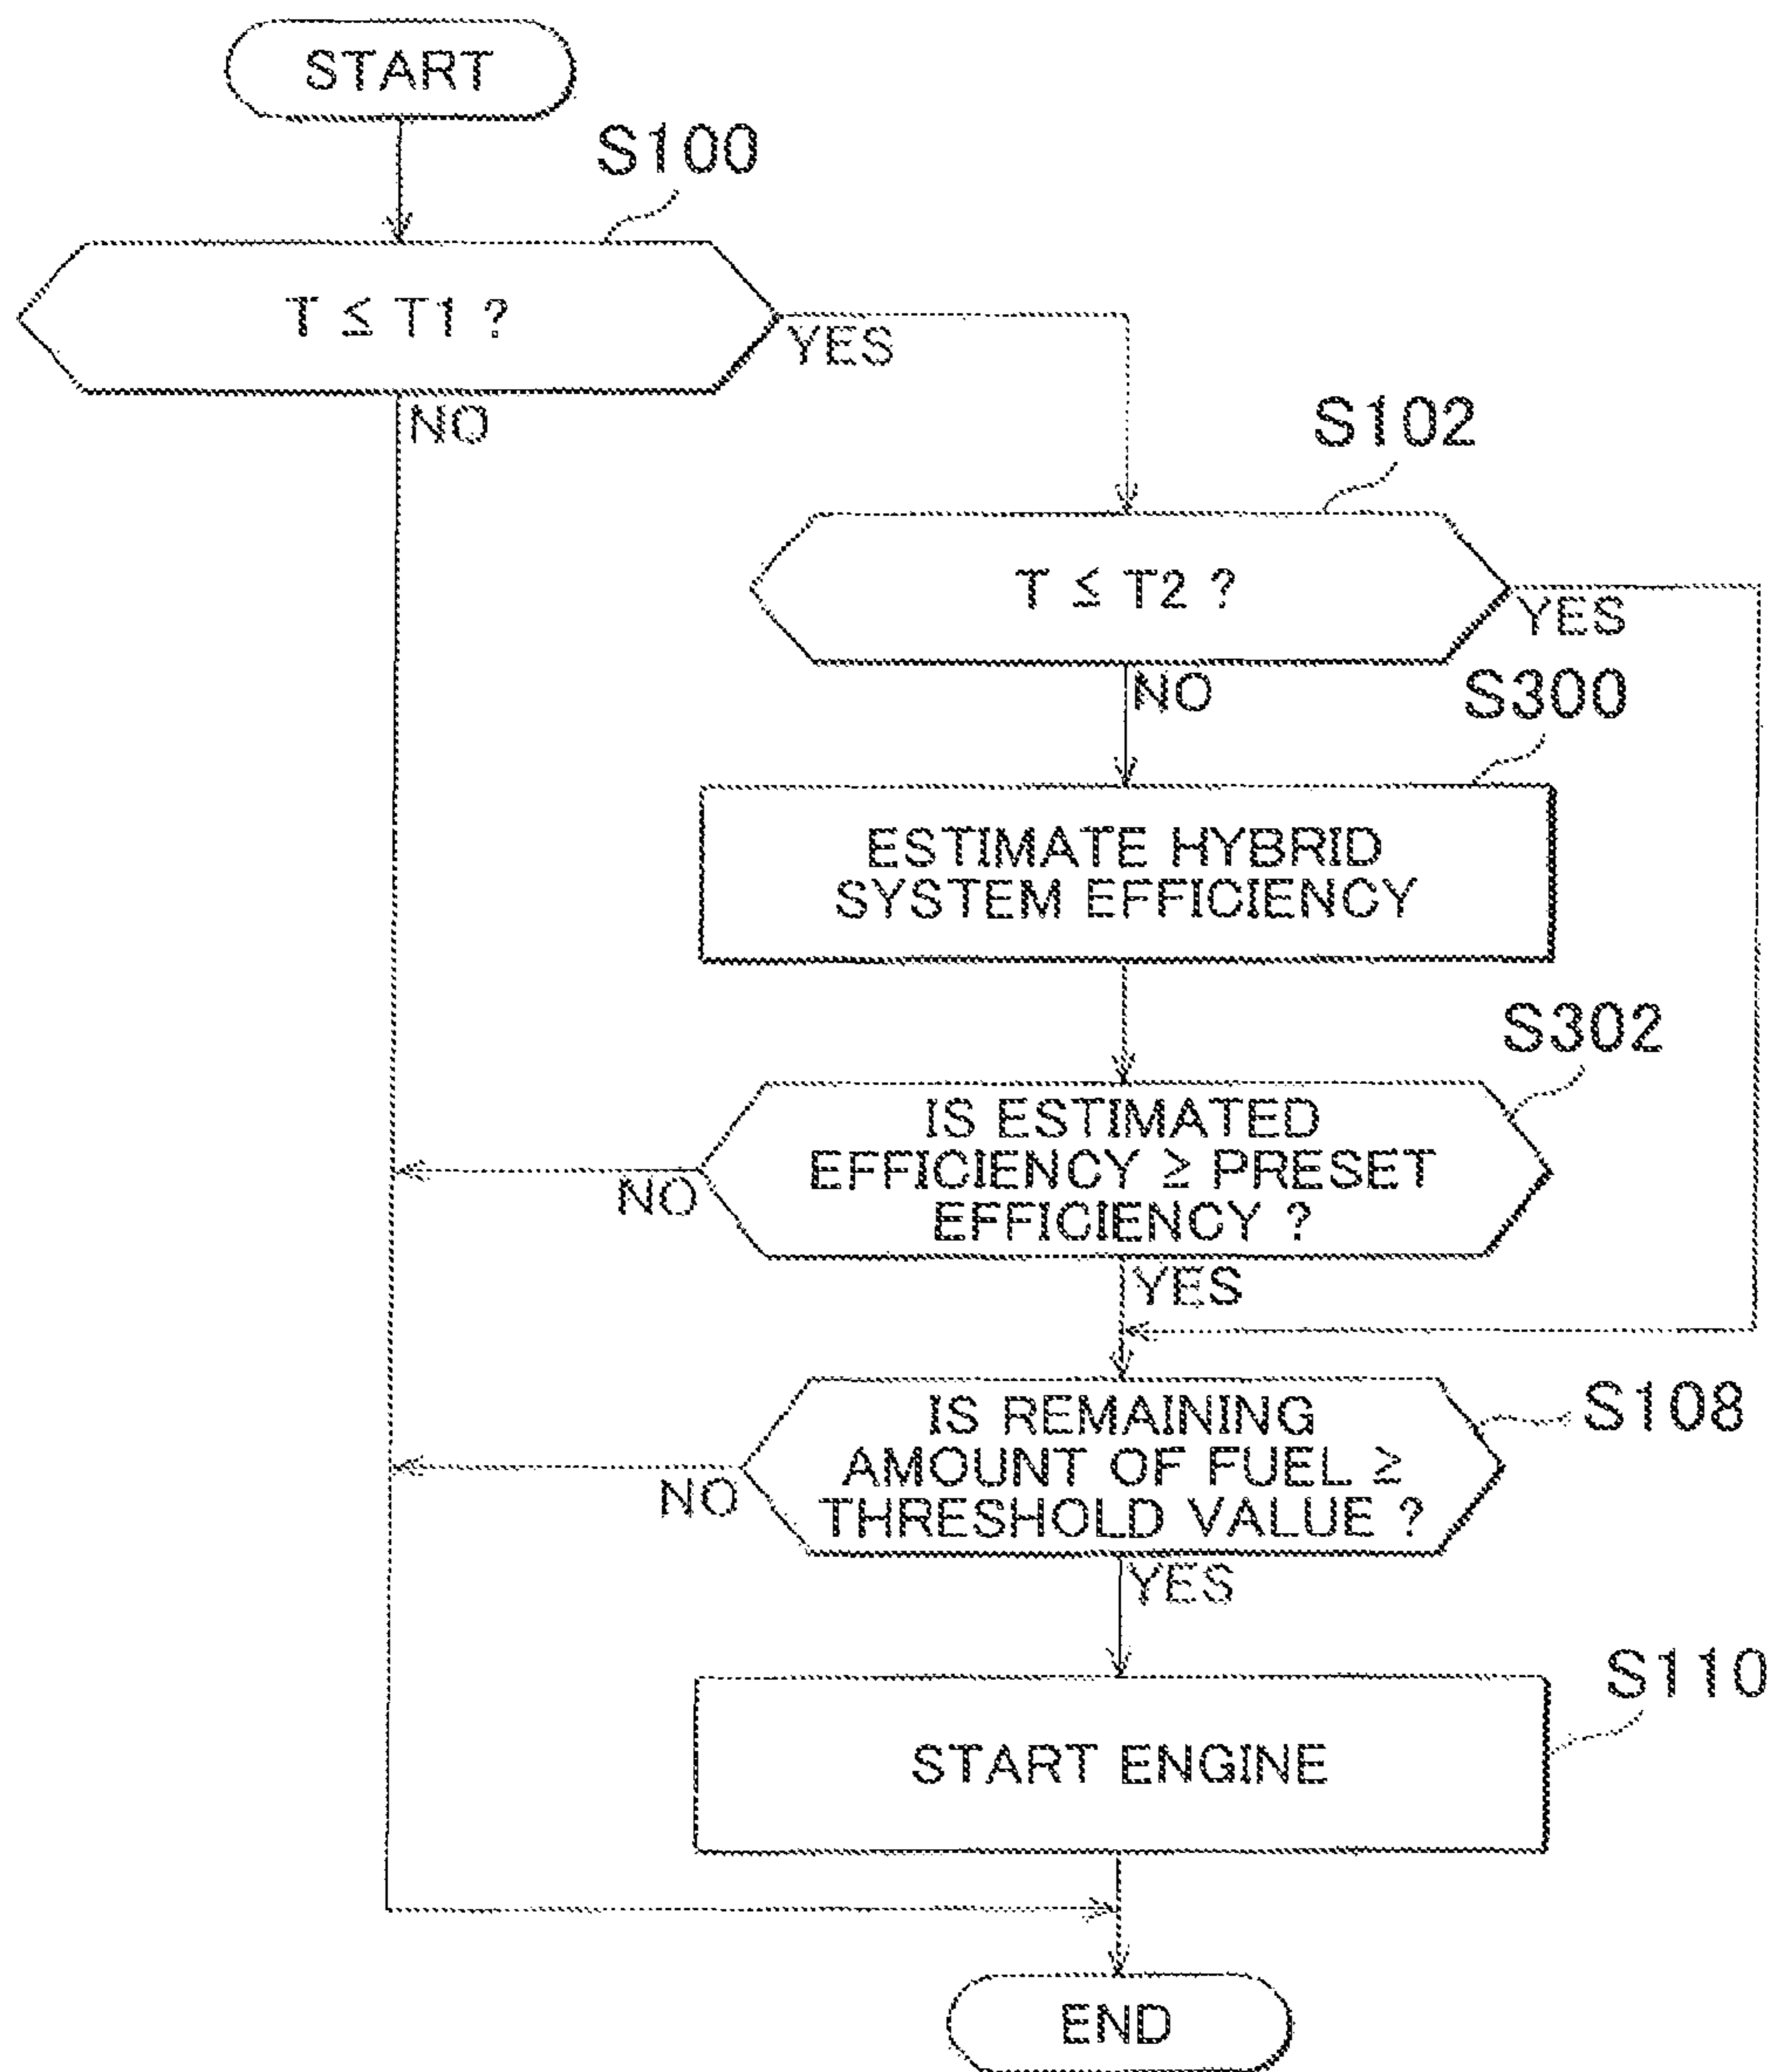 START
S100
T ≤ T1 ?
YES
NO
S102
T ≤ T2 ?
YES
NO
S300
ESTIMATE HYBRID
SYSTEM EFFICIENCY
S302
IS ESTIMATED
EFFICIENCY ≥ PRESET
EFFICIENCY ?
NO
YES
IS REMAINING
AMOUNT OF FUEL ≥
THRESHOLD VALUE ?
S108
NO
YES
S110
START ENGINE
END